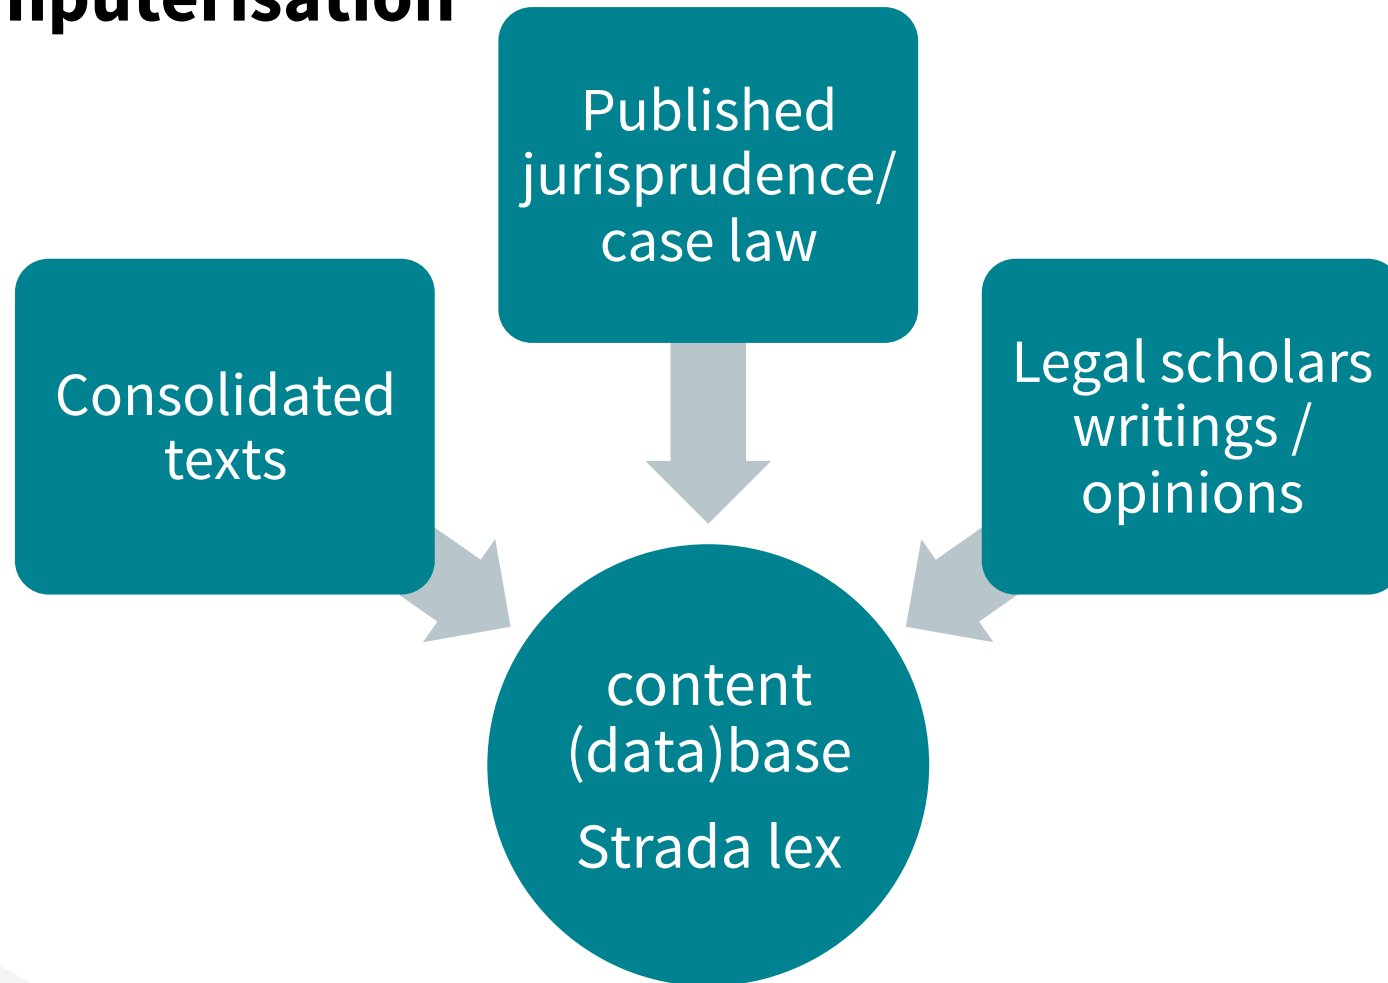 Published
jurisprudence/
case law
Consolidated
texts
Legal scholars
writings /
opinions
content
(data)base
Strada lex